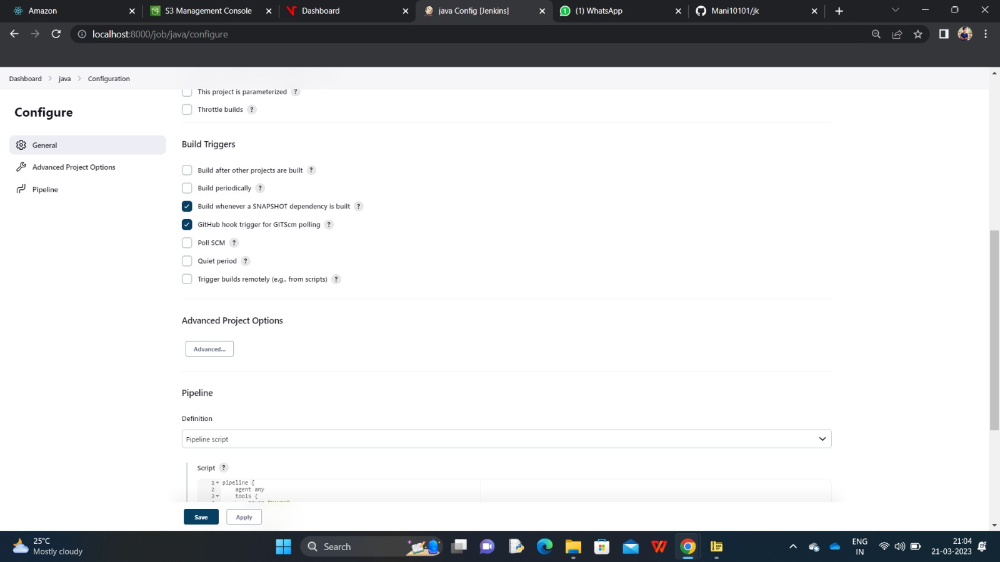 Amazon
S3 Management Console
Dashboard
java Config [Jenkins]
(1) WhatsApp
Mani10101/jk
localhost:8000/job/java/configure
Dashboard
java
Configuration
Configure
General
Advanced Project Options
Pipeline
This project is parameterized ?
Throttle builds ?
Build Triggers
Build after other projects are built ?
Build periodically ?
Build whenever a SNAPSHOT dependency is built ?
GitHub hook trigger for GITScm polling ?
Poll SCM ?
Quiet period ?
Trigger builds remotely (e.g., from scripts) ?
Advanced Project Options
Advanced...
Pipeline
Definition
Pipeline script
Script ?
1 pipeline {
2 agent any
3 tools {
Save
Apply
25°C
Mostly cloudy
Search
ENG
IN
21:04
21-03-2023